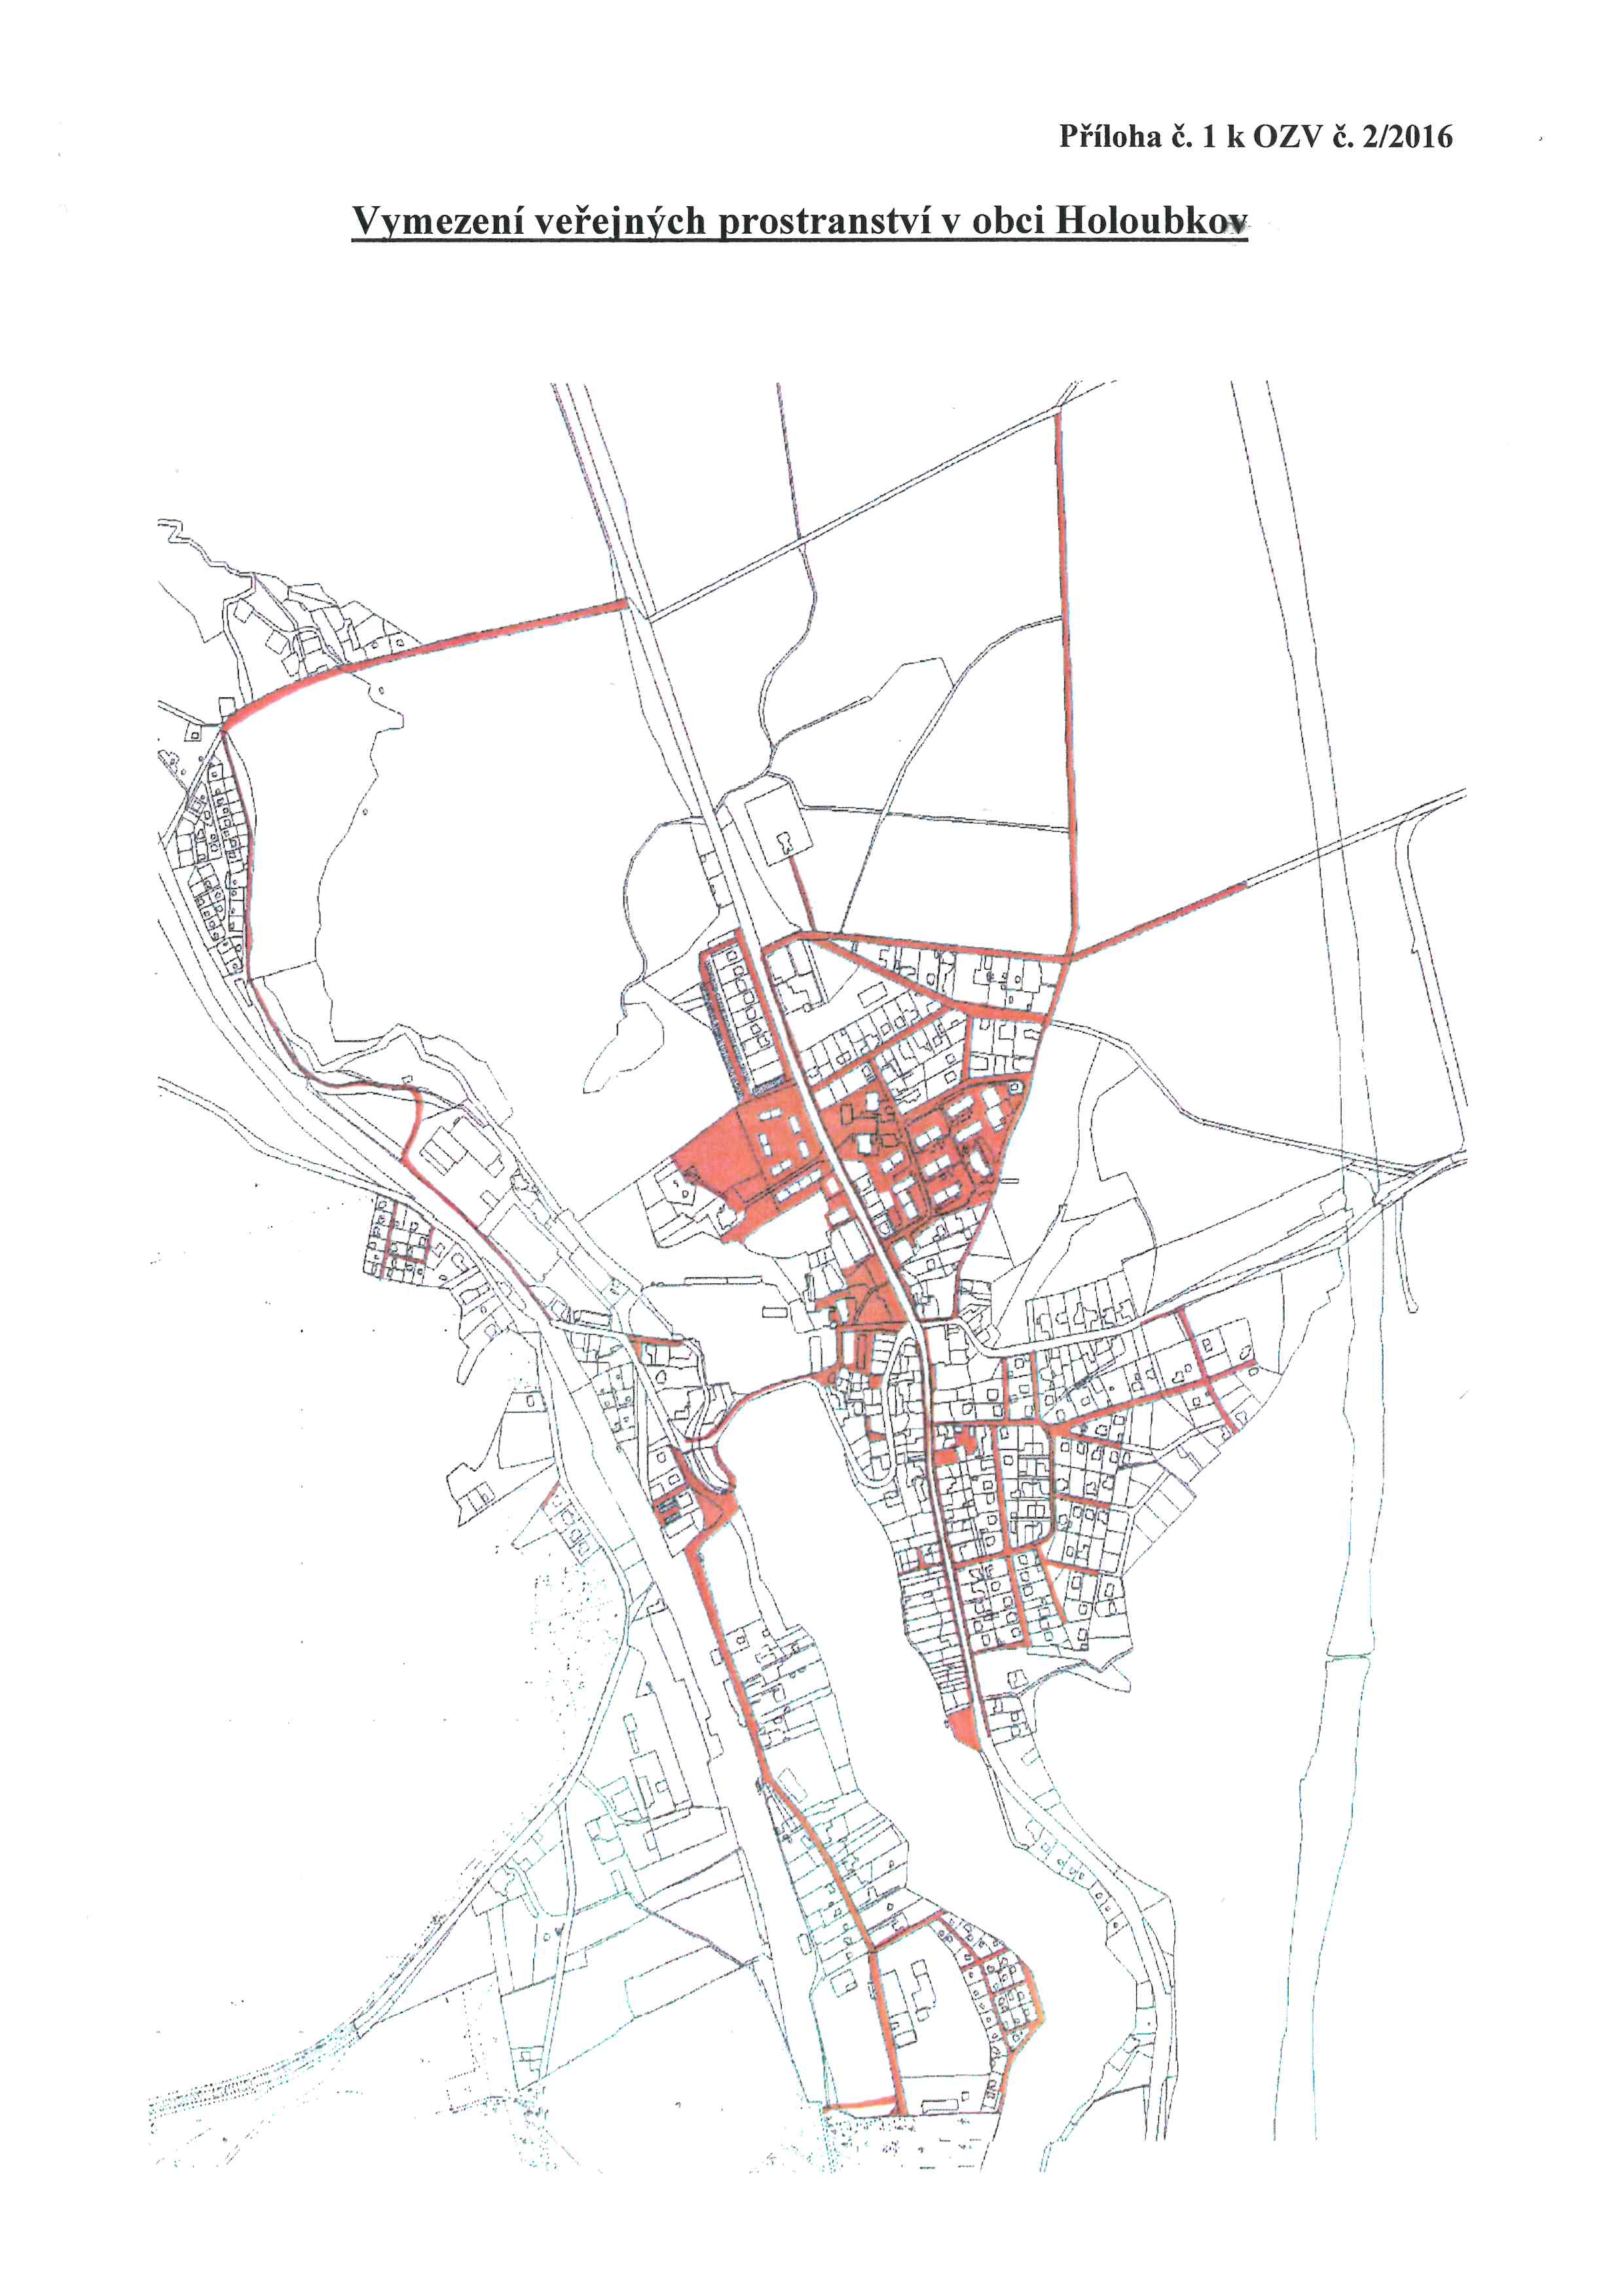 Příloha č. 1 k OZV č. 2/2016
Vymezení veřejných prostranství v obci Holoubkov